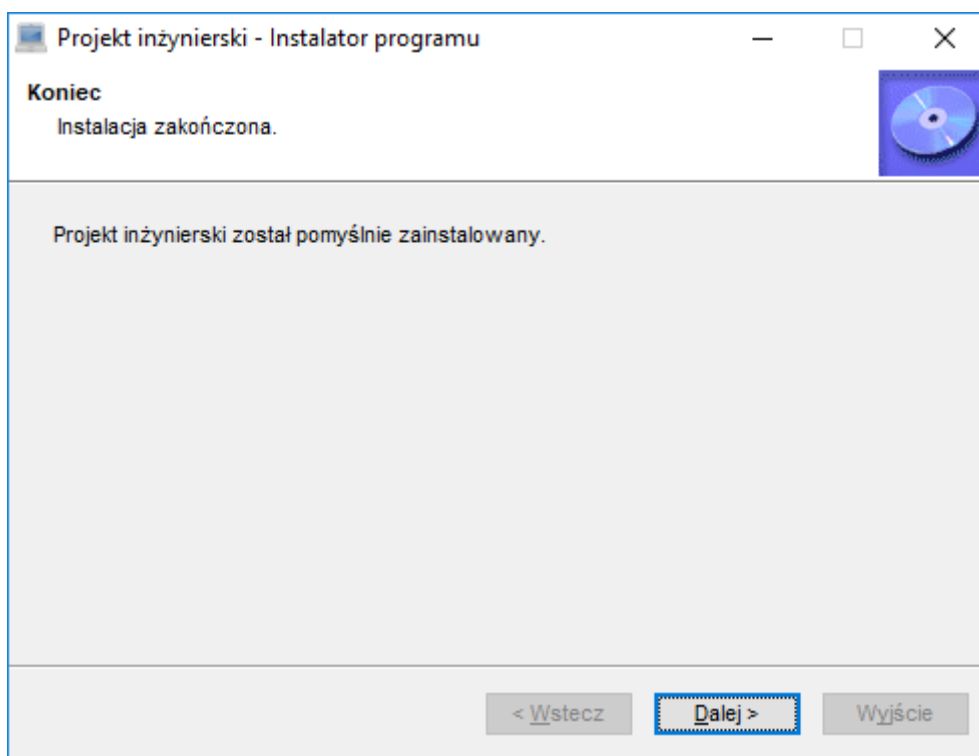 Projekt inżynierski - Instalator programu
Koniec
Instalacja zakończona.
Projekt inżynierski został pomyślnie zainstalowany.
< Wstecz Dalej > Wyjście